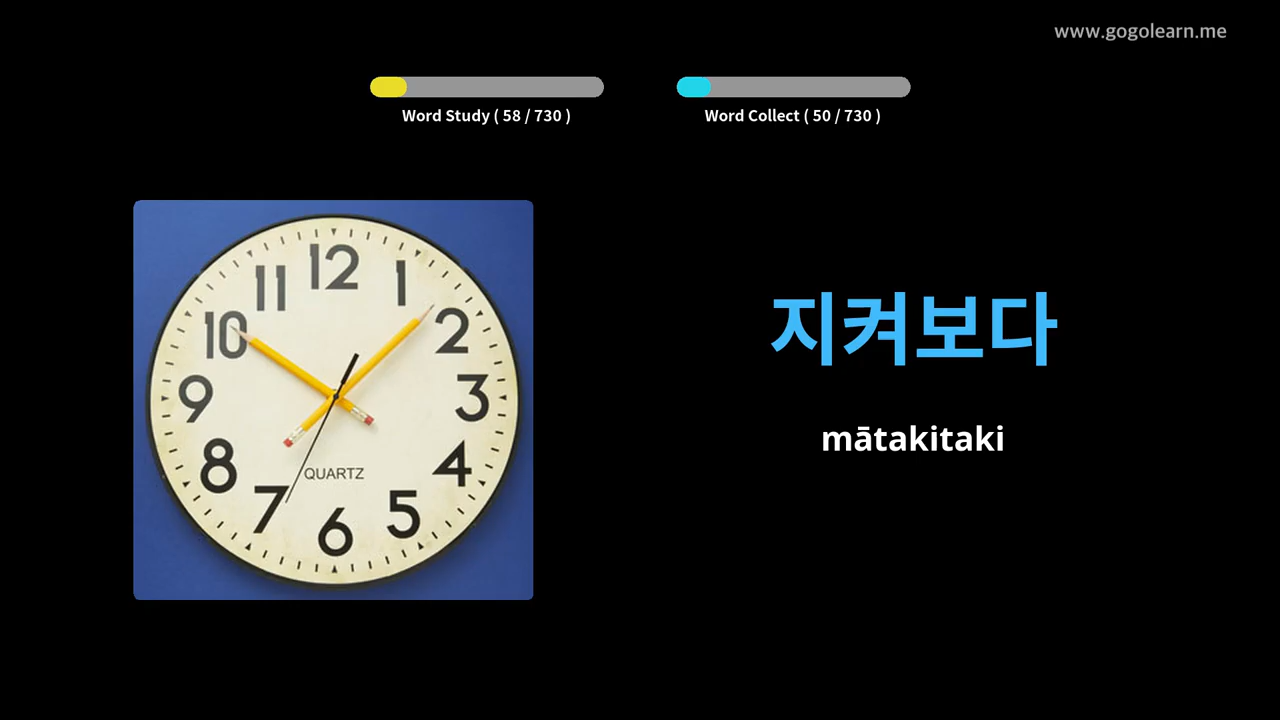 www.gogolearn.me
Word Study ( 58 / 730 )
Word Collect ( 50 / 730 )
12
11
1
10
2
9
3
8
4
QUARTZ
7
5
6
지켜보다
mātakitaki